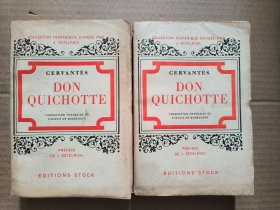 COLLECTION HISPANIQUE DIRIGÉE PAR
J. ESTELRICH
CERVANTÈS
DON
QUICHOTTE
TRADUCTION FRANÇAISE DE
FRANCIS DE MIOMANDRE
PRÉFACE
DE J. ESTELRICH
ÉDITIONS STOCK
COLLECTION HISPANIQUE DIRIGÉE PAR
J. ESTELRICH
CERVANTÈS
DON
QUICHOTTE
TRADUCTION FRANÇAISE DE
FRANCIS DE MIOMANDRE
PRÉFACE
DE J. ESTELRICH
ÉDITIONS STOCK